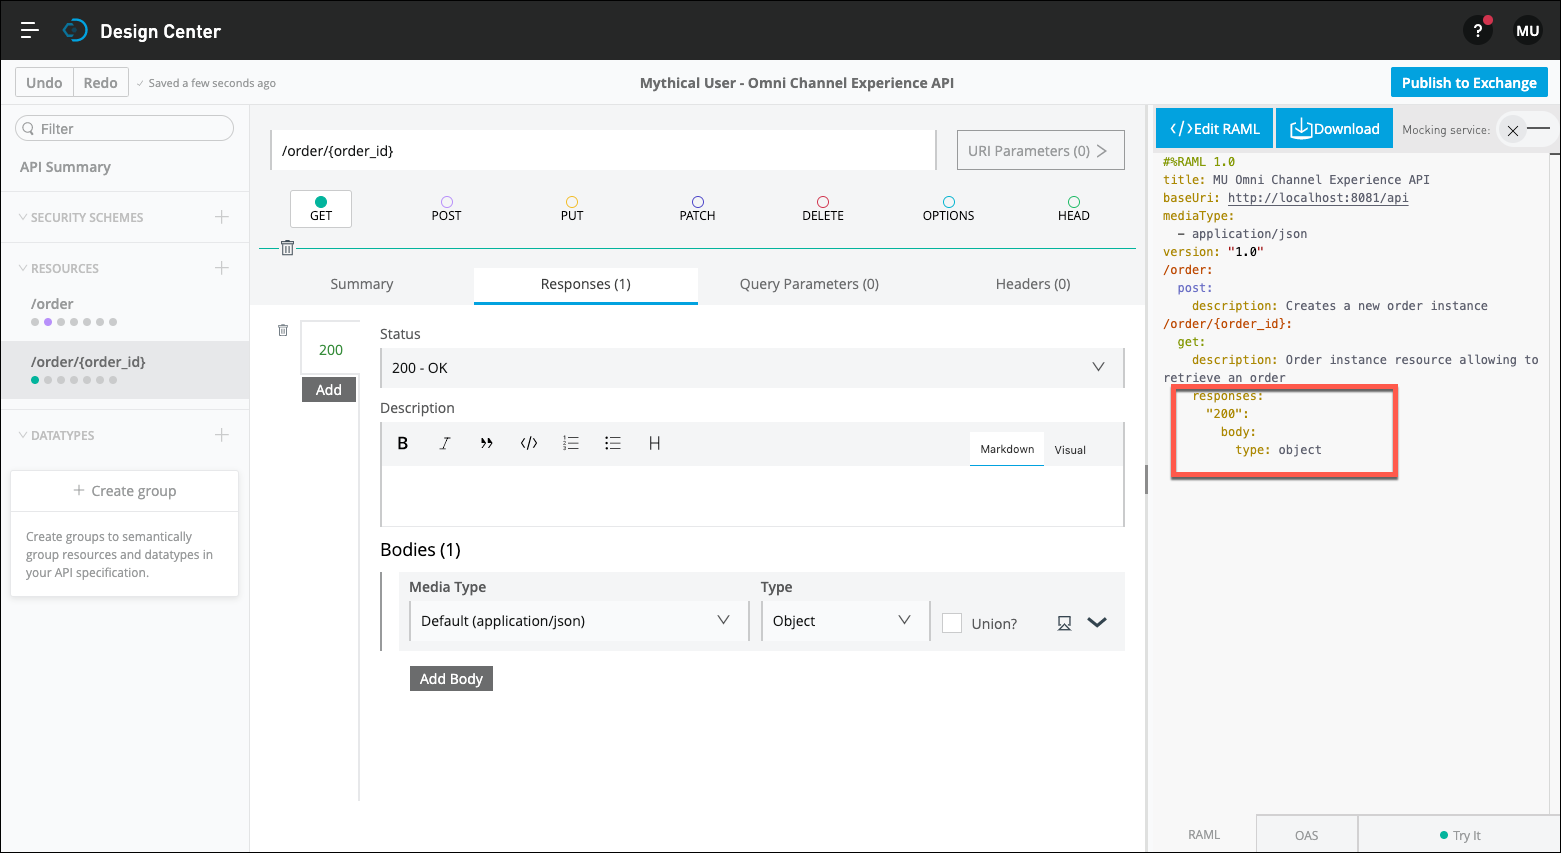 Design Center
?
MU
Undo
Redo
✓ Saved a few seconds ago
Mythical User - Omni Channel Experience API
Publish to Exchange
Filter
API Summary
SECURITY SCHEMES
RESOURCES
/order
/order/{order_id}
DATATYPES
+ Create group
Create groups to semantically
group resources and datatypes in
your API specification.
/order/{order_id}
URI Parameters (0) >
GET
POST
PUT
PATCH
DELETE
OPTIONS
HEAD
Summary
Responses (1)
Query Parameters (0)
Headers (0)
200
Add
Status
200 - OK
Description
B I ” </> H
Markdown
Visual
Bodies (1)
Media Type
Type
Default (application/json)
Object
Union?
Add Body
</>Edit RAML
Download
Mocking service:
#%RAML 1.0
title: MU Omni Channel Experience API
baseUri: http://localhost:8081/api
mediaType:
- application/json
version: "1.0"
/order:
post:
description: Creates a new order instance
/order/{order_id}:
get:
description: Order instance resource allowing to
retrieve an order
responses:
"200":
body:
type: object
RAML
OAS
Try It